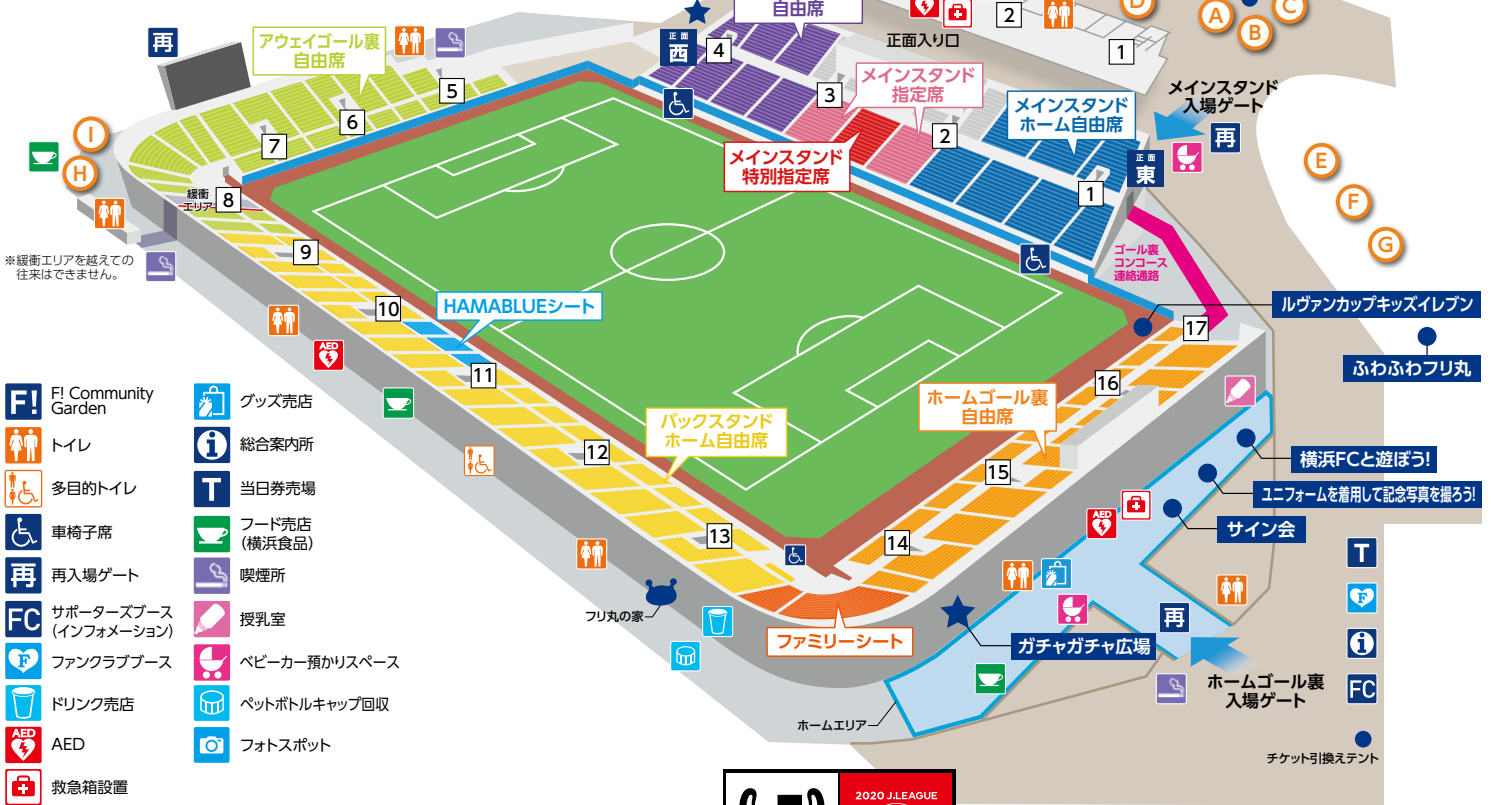 自由席
D
A
B
C
2
1
正面入り口
再
アウェイゴール裏
自由席
正面
西
4
5
6
7
3
メインスタンド
指定席
2
メインスタンド
ホーム自由席
メインスタンド
入場ゲート
再
正面
東
1
メインスタンド
特別指定席
I
H
E
F
G
緩衝
エリア
8
※緩衝エリアを越えての
往来はできません。
9
ゴール裏
コンコース
連絡通路
10
HAMABLUEシート
ルヴァンカップキッズイレブン
17
ふわふわフリ丸
AED
11
16
ホームゴール裏
自由席
バックスタンド
ホーム自由席
12
15
横浜FCと遊ぼう!
ユニフォームを着用して記念写真を撮ろう!
サイン会
AED
13
14
T
F
i
FC
フリ丸の家
ファミリーシート
再
ガチャガチャ広場
ホームゴール裏
入場ゲート
ホームエリア
チケット引換えテント
F! F! Community
Garden
トイレ
多目的トイレ
車椅子席
再 再入場ゲート
FC サポーターズブース
(インフォメーション)
F ファンクラブブース
ドリンク売店
AED AED
救急箱設置
グッズ売店
i 総合案内所
T 当日券売場
フード売店
(横浜食品)
喫煙所
授乳室
ベビーカー預かりスペース
ペットボトルキャップ回収
フォトスポット
2020 J.LEAGUE